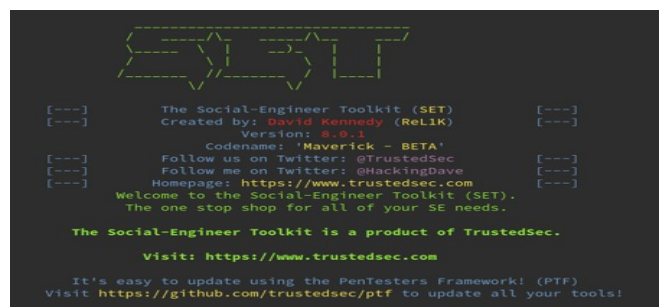 [---]        The Social-Engineer Toolkit (SET)         [---]
[---]        Created by: David Kennedy (ReL1K)         [---]
Version: 8.0.1
Codename: 'Maverick - BETA'
[---]        Follow us on Twitter: @TrustedSec         [---]
[---]        Follow me on Twitter: @HackingDave        [---]
[---]       Homepage: https://www.trustedsec.com       [---]
Welcome to the Social-Engineer Toolkit (SET).
The one stop shop for all of your SE needs.
The Social-Engineer Toolkit is a product of TrustedSec.
Visit: https://www.trustedsec.com
It's easy to update using the PenTesters Framework! (PTF)
Visit https://github.com/trustedsec/ptf to update all your tools!